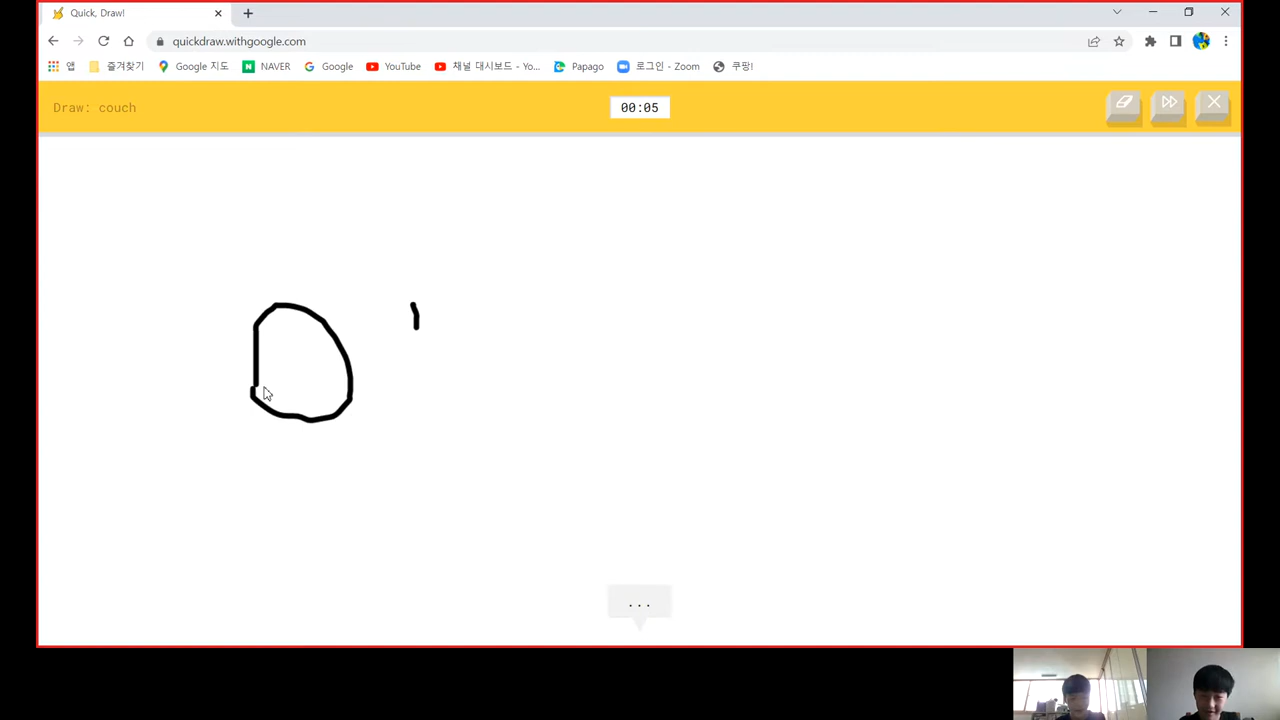 Quick, Draw!
quickdraw.withgoogle.com
앱 즐겨찾기 Google 지도 NAVER Google YouTube 채널 대시보드 - Yo... Papago 로그인 - Zoom 쿠팡!
Draw: couch 00:05
...